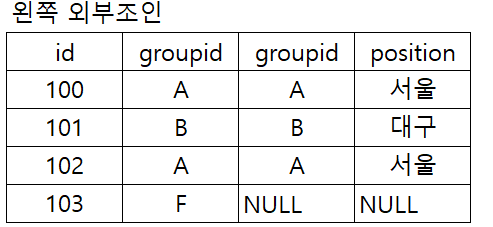 왼쪽 외부조인
id groupid groupid position
100 A A 서울
101 B B 대구
102 A A 서울
103 F NULL NULL